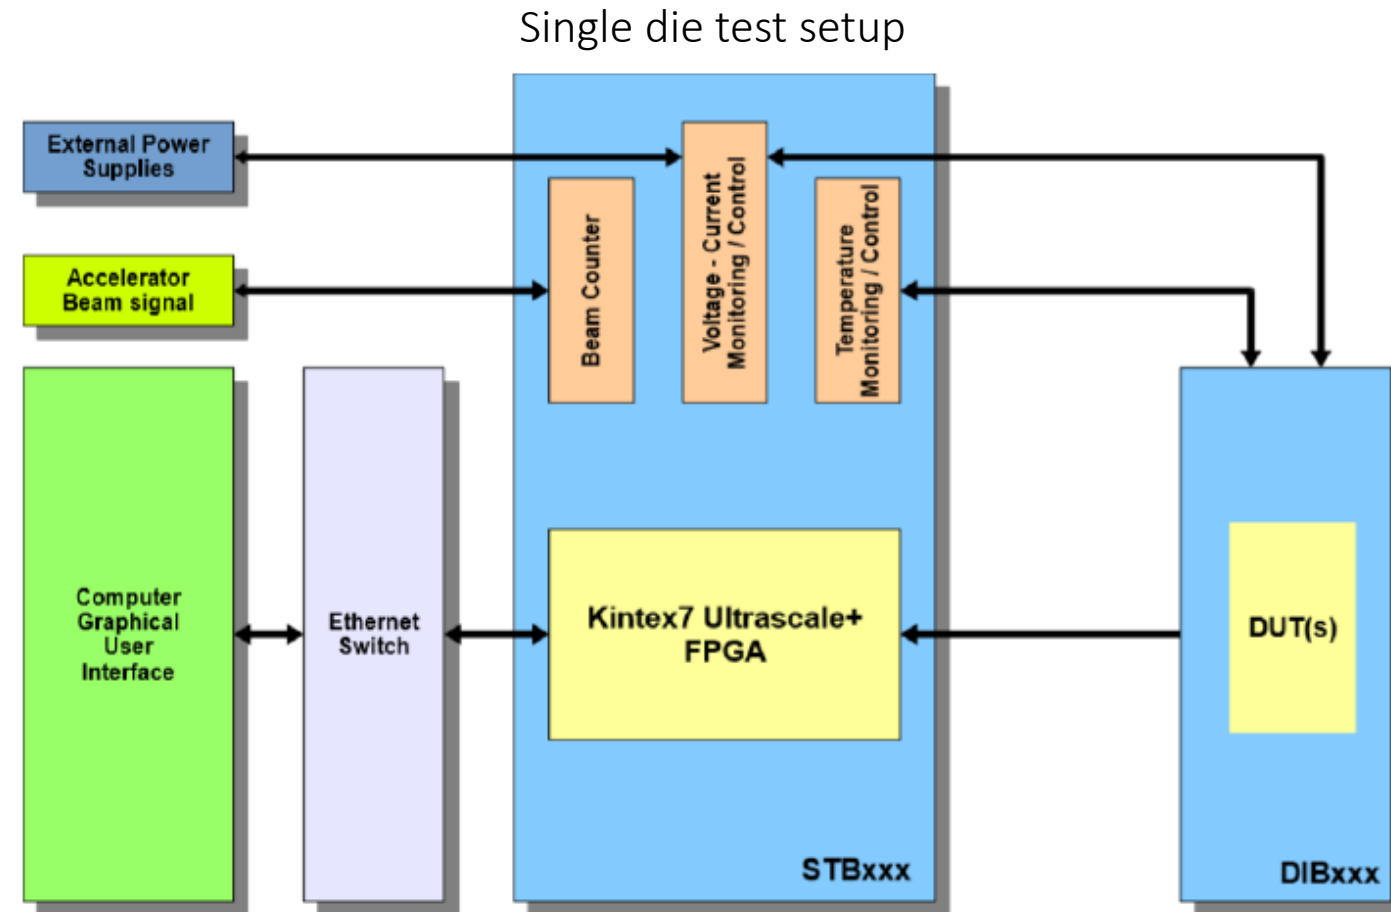 Single die test setup
External Power
Supplies
Accelerator
Beam signal
Beam Counter
Voltage - Current
Monitoring / Control
Temperature
Monitoring / Control
Computer
Graphical
User
Interface
Ethernet
Switch
Kintex7 Ultrascale+
FPGA
DUT(s)
STBxxx
DIBxxx